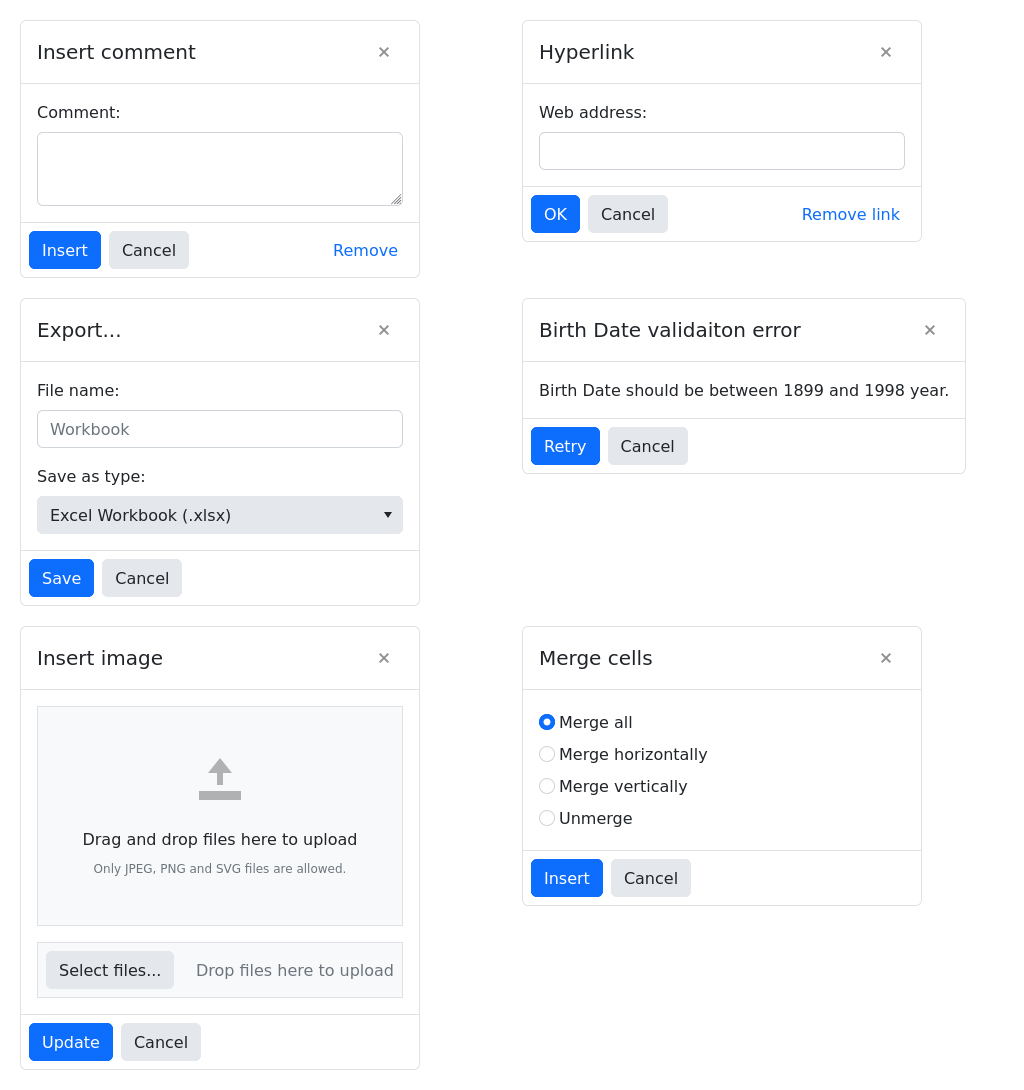 Insert comment
Comment:
Insert Cancel Remove
Hyperlink
Web address:
OK Cancel Remove link
Export...
File name:
Workbook
Save as type:
Excel Workbook (.xlsx)
Save Cancel
Birth Date validaiton error
Birth Date should be between 1899 and 1998 year.
Retry Cancel
Insert image
Drag and drop files here to upload
Only JPEG, PNG and SVG files are allowed.
Select files... Drop files here to upload
Update Cancel
Merge cells
Merge all
Merge horizontally
Merge vertically
Unmerge
Insert Cancel